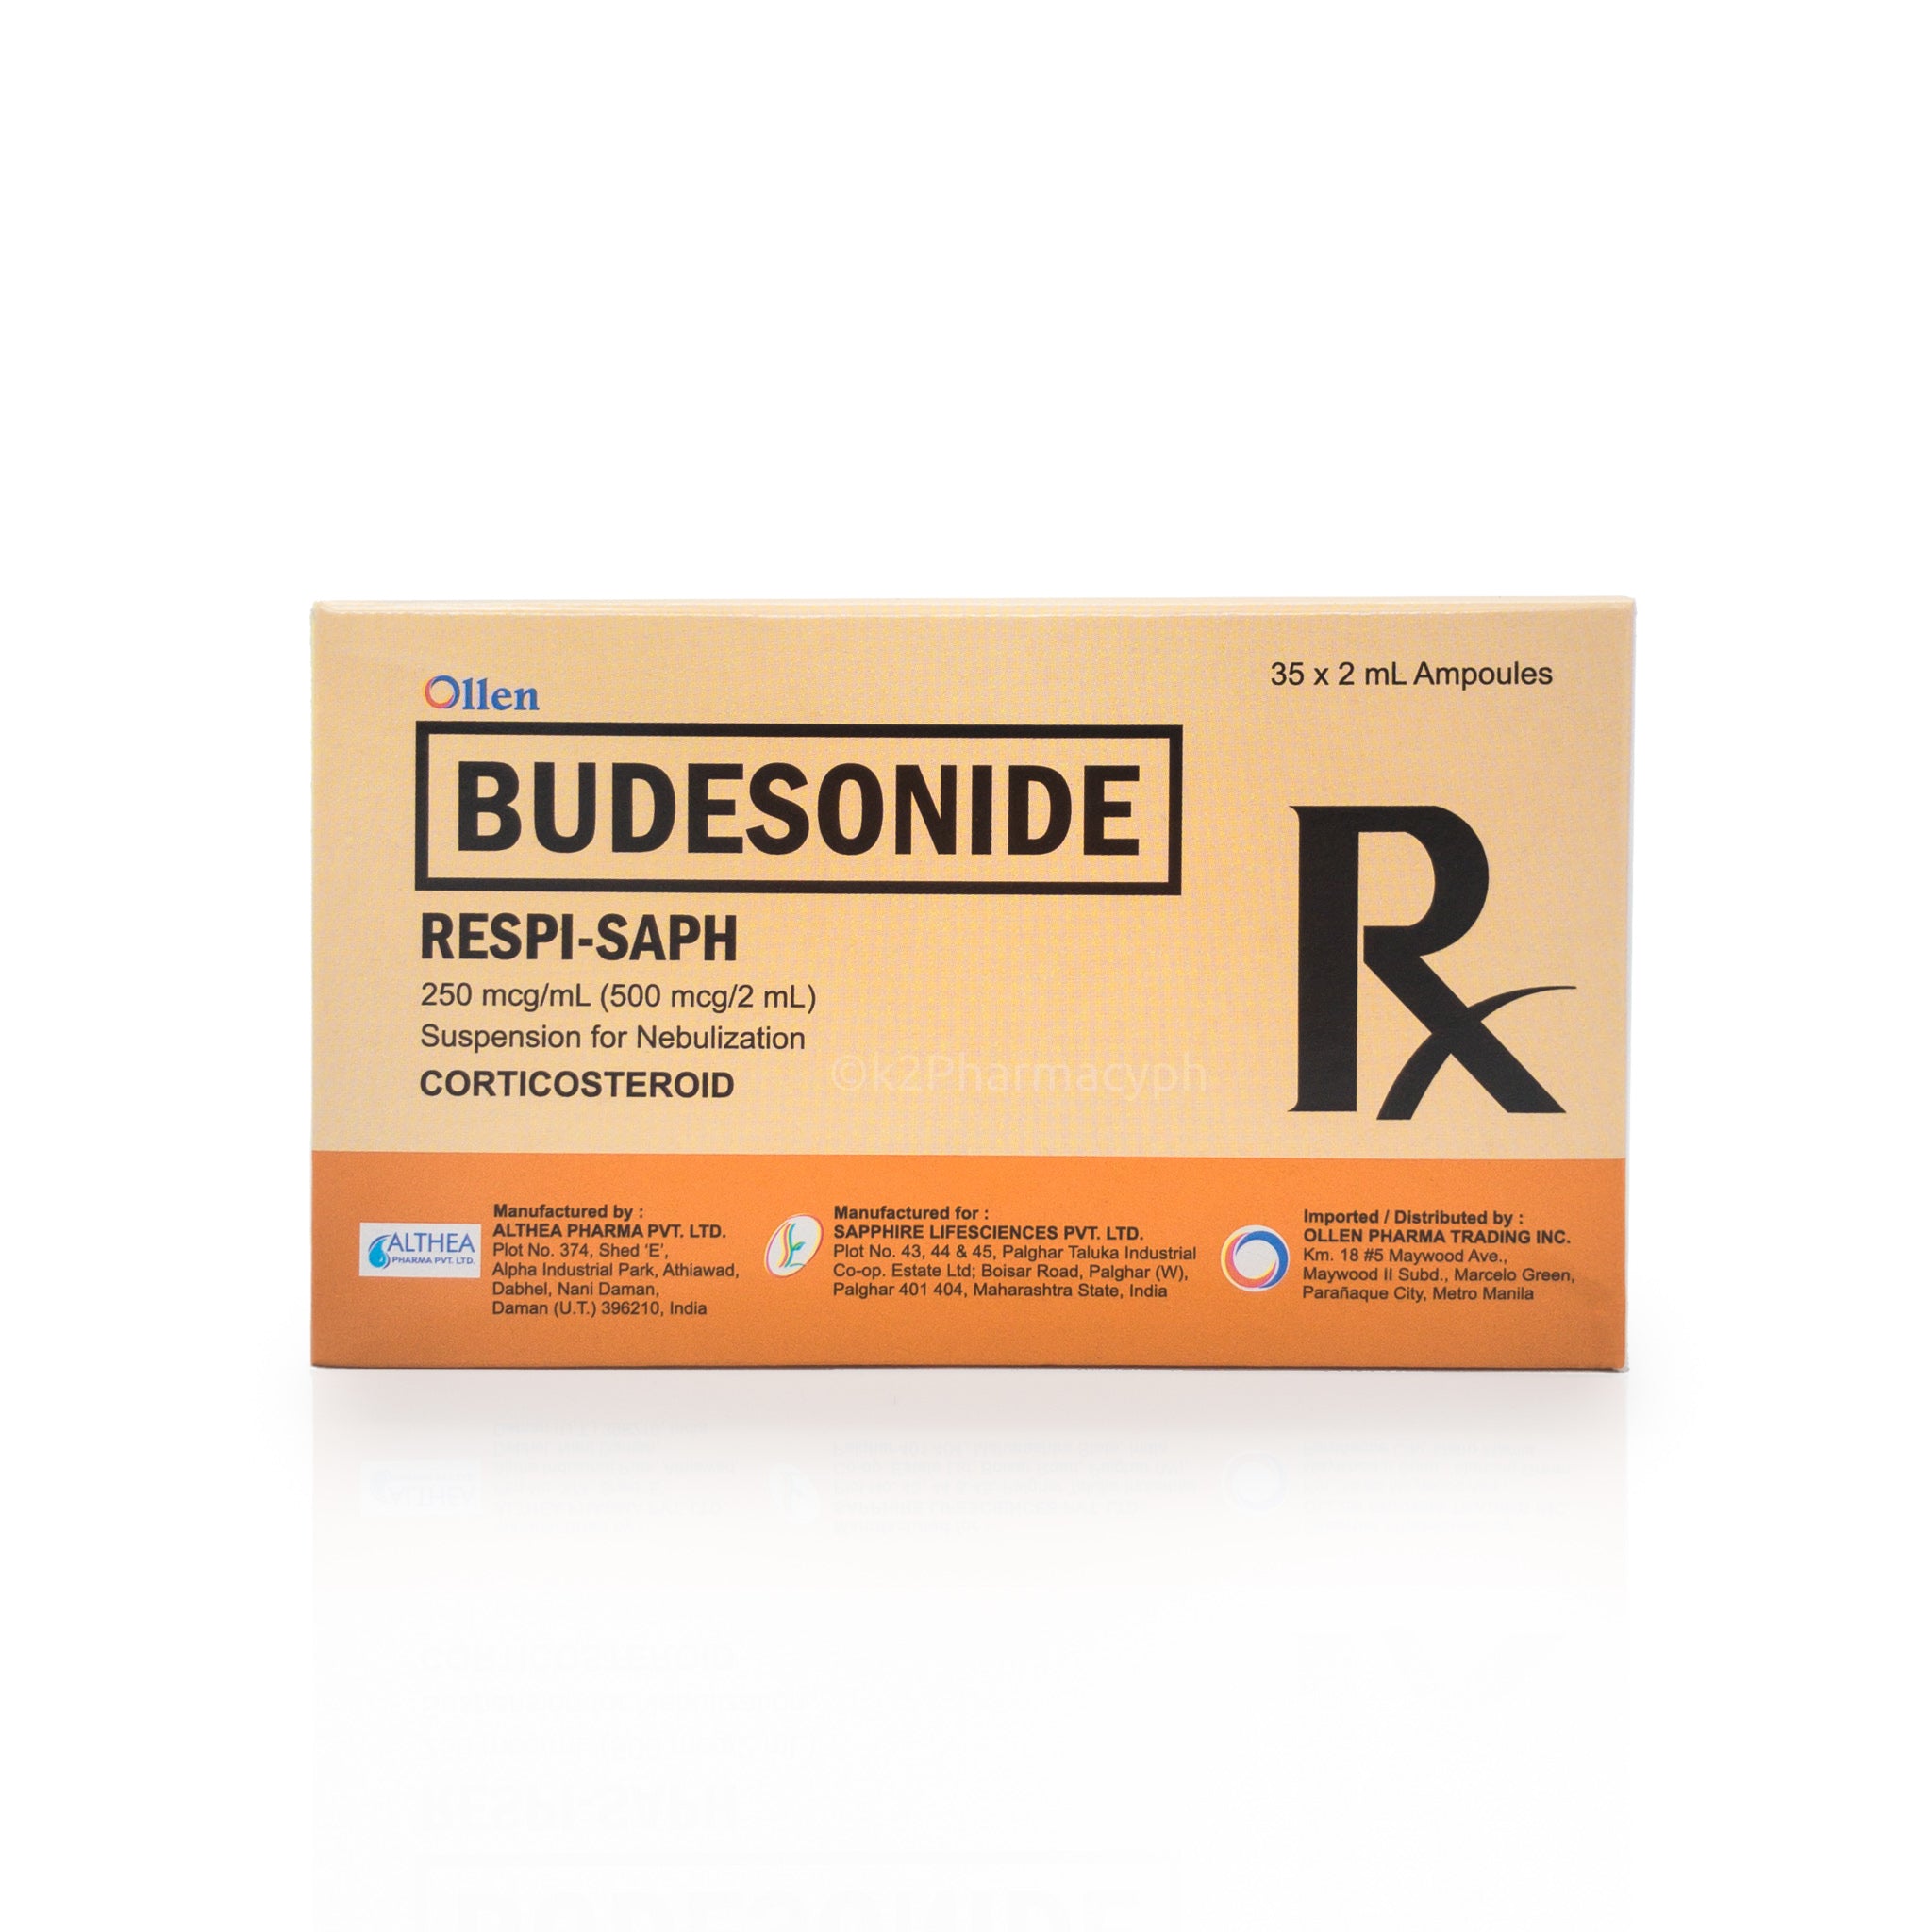 Ollen
35 x 2 mL Ampoules
BUDESONIDE
Rx
RESPI-SAPH
250 mcg/mL (500 mcg/2 mL)
Suspension for Nebulization
CORTICOSTEROID
©k2Pharmacyph
ALTHEA
PHARMA PVT. LTD.
Manufactured by :
ALTHEA PHARMA PVT. LTD.
Plot No. 374, Shed 'E',
Alpha Industrial Park, Athiawad,
Dabhel, Nani Daman,
Daman (U.T.) 396210, India
Manufactured for :
SAPPHIRE LIFESCIENCES PVT. LTD.
Plot No. 43, 44 & 45, Palghar Taluka Industrial
Co-op. Estate Ltd; Boisar Road, Palghar (W),
Palghar 401 404, Maharashtra State, India
Imported / Distributed by :
OLLEN PHARMA TRADING INC.
Km. 18 #5 Maywood Ave.,
Maywood II Subd., Marcelo Green,
Parañaque City, Metro Manila